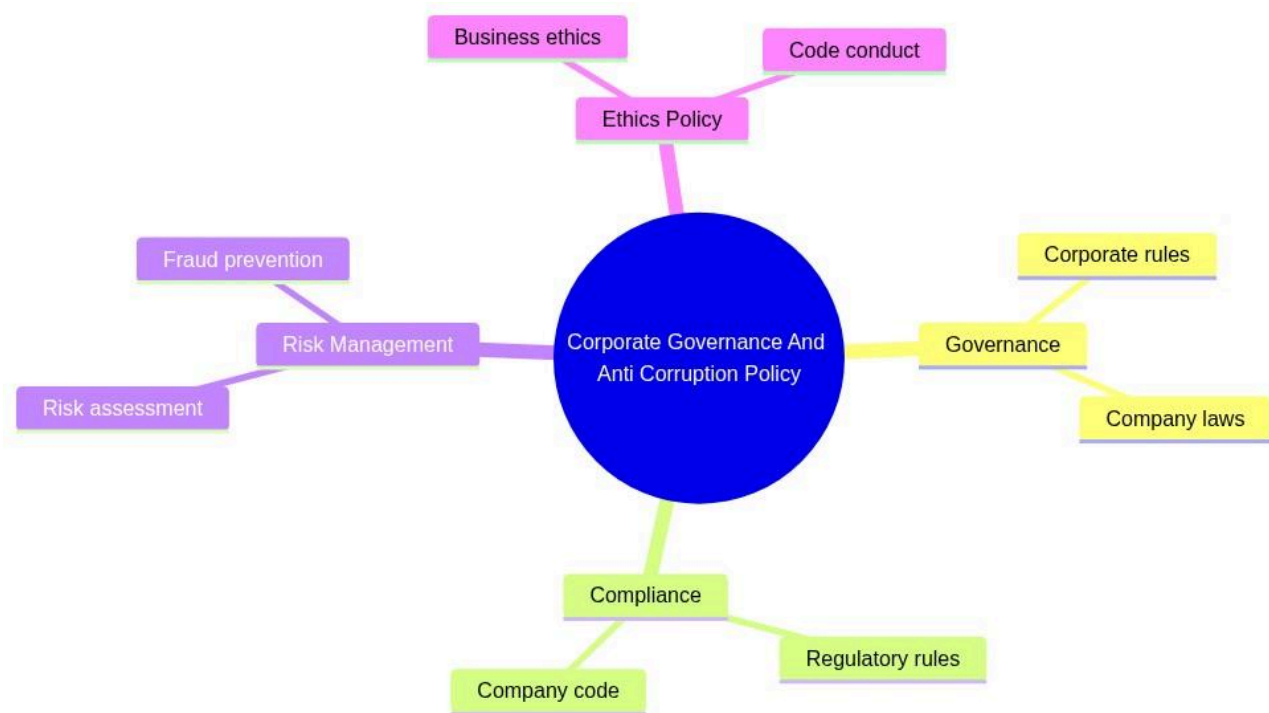 Business ethics
Code conduct
Ethics Policy
Fraud prevention
Corporate rules
Risk Management
Corporate Governance And
Anti Corruption Policy
Governance
Risk assessment
Company laws
Compliance
Regulatory rules
Company code